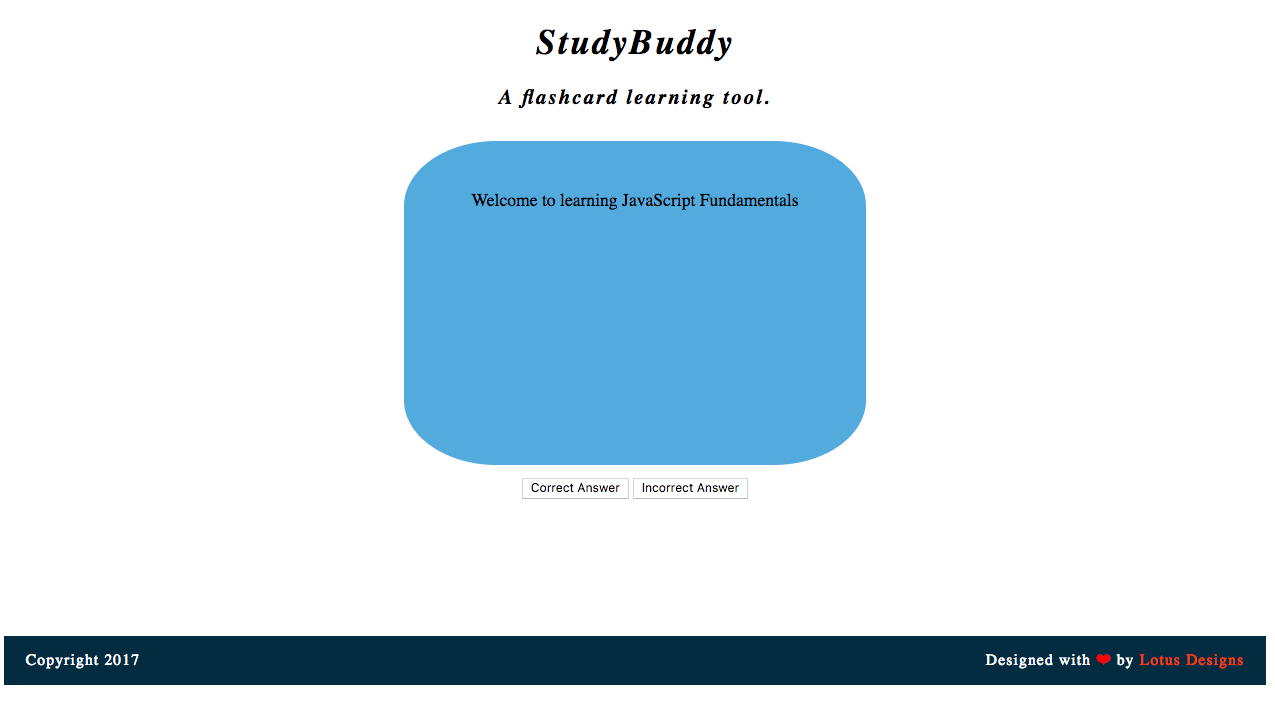 StudyBuddy
A flashcard learning tool.
Welcome to learning JavaScript Fundamentals
Correct Answer Incorrect Answer
Copyright 2017 Designed with ❤ by Lotus Designs